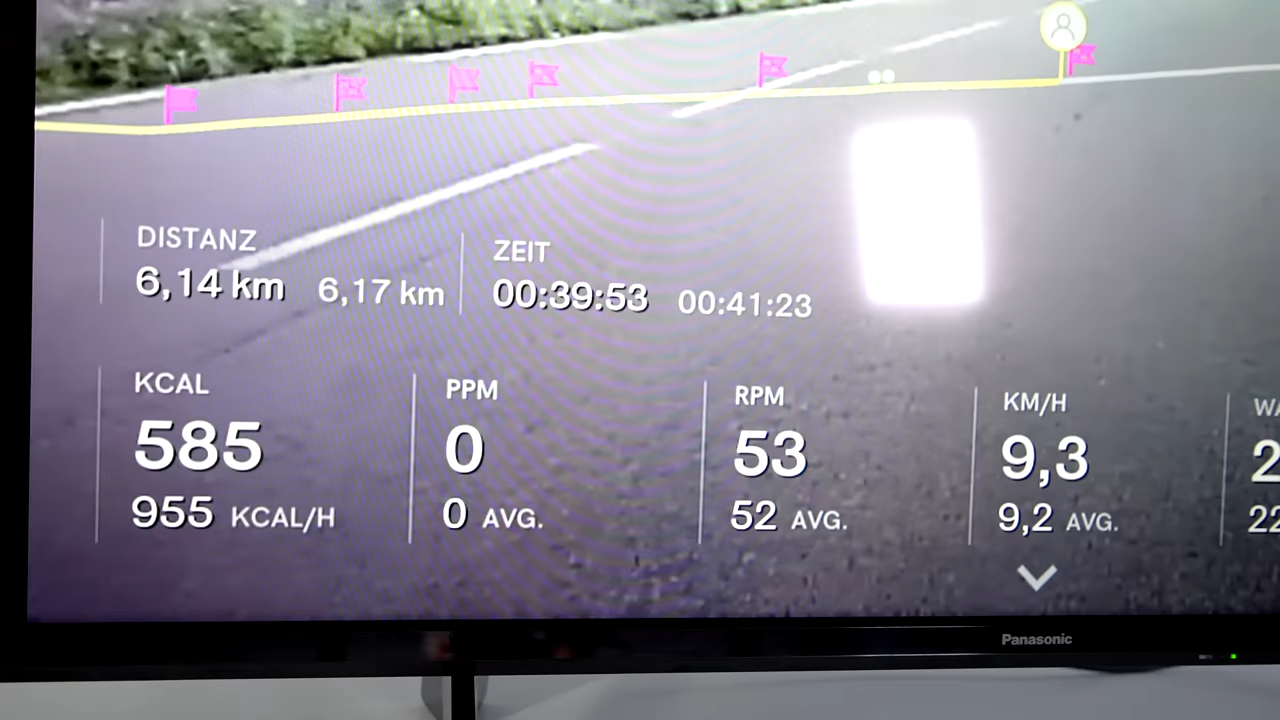 DISTANZ
6,14 km 6,17 km
ZEIT
00:39:53 00:41:23
KCAL
585
955 KCAL/H
PPM
0
0 AVG.
RPM
53
52 AVG.
KM/H
9,3
9,2 AVG.
Panasonic